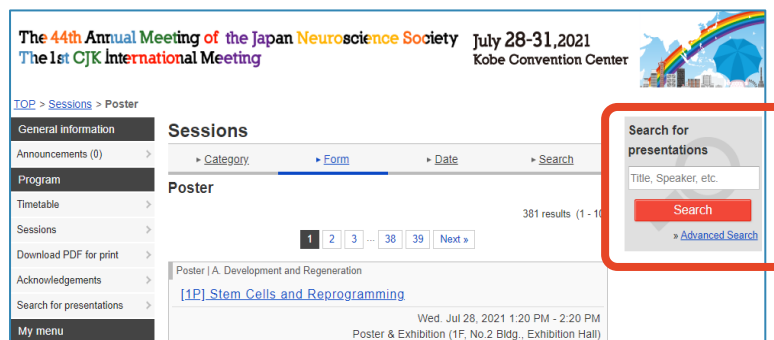 The 44th Annual Meeting of the Japan Neuroscience Society
The 1st CJK International Meeting
July 28-31,2021
Kobe Convention Center
TOP > Sessions > Poster
General information
Announcements (0)
Program
Timetable
Sessions
Download PDF for print
Acknowledgements
Search for presentations
My menu
Sessions
Category
Form
Date
Search
Poster
381 results (1 - 10
1 2 3 ... 38 39 Next »
Poster | A. Development and Regeneration
[1P] Stem Cells and Reprogramming
Wed. Jul 28, 2021 1:20 PM - 2:20 PM
Poster & Exhibition (1F, No.2 Bldg., Exhibition Hall)
Search for
presentations
Title, Speaker, etc.
Search
» Advanced Search